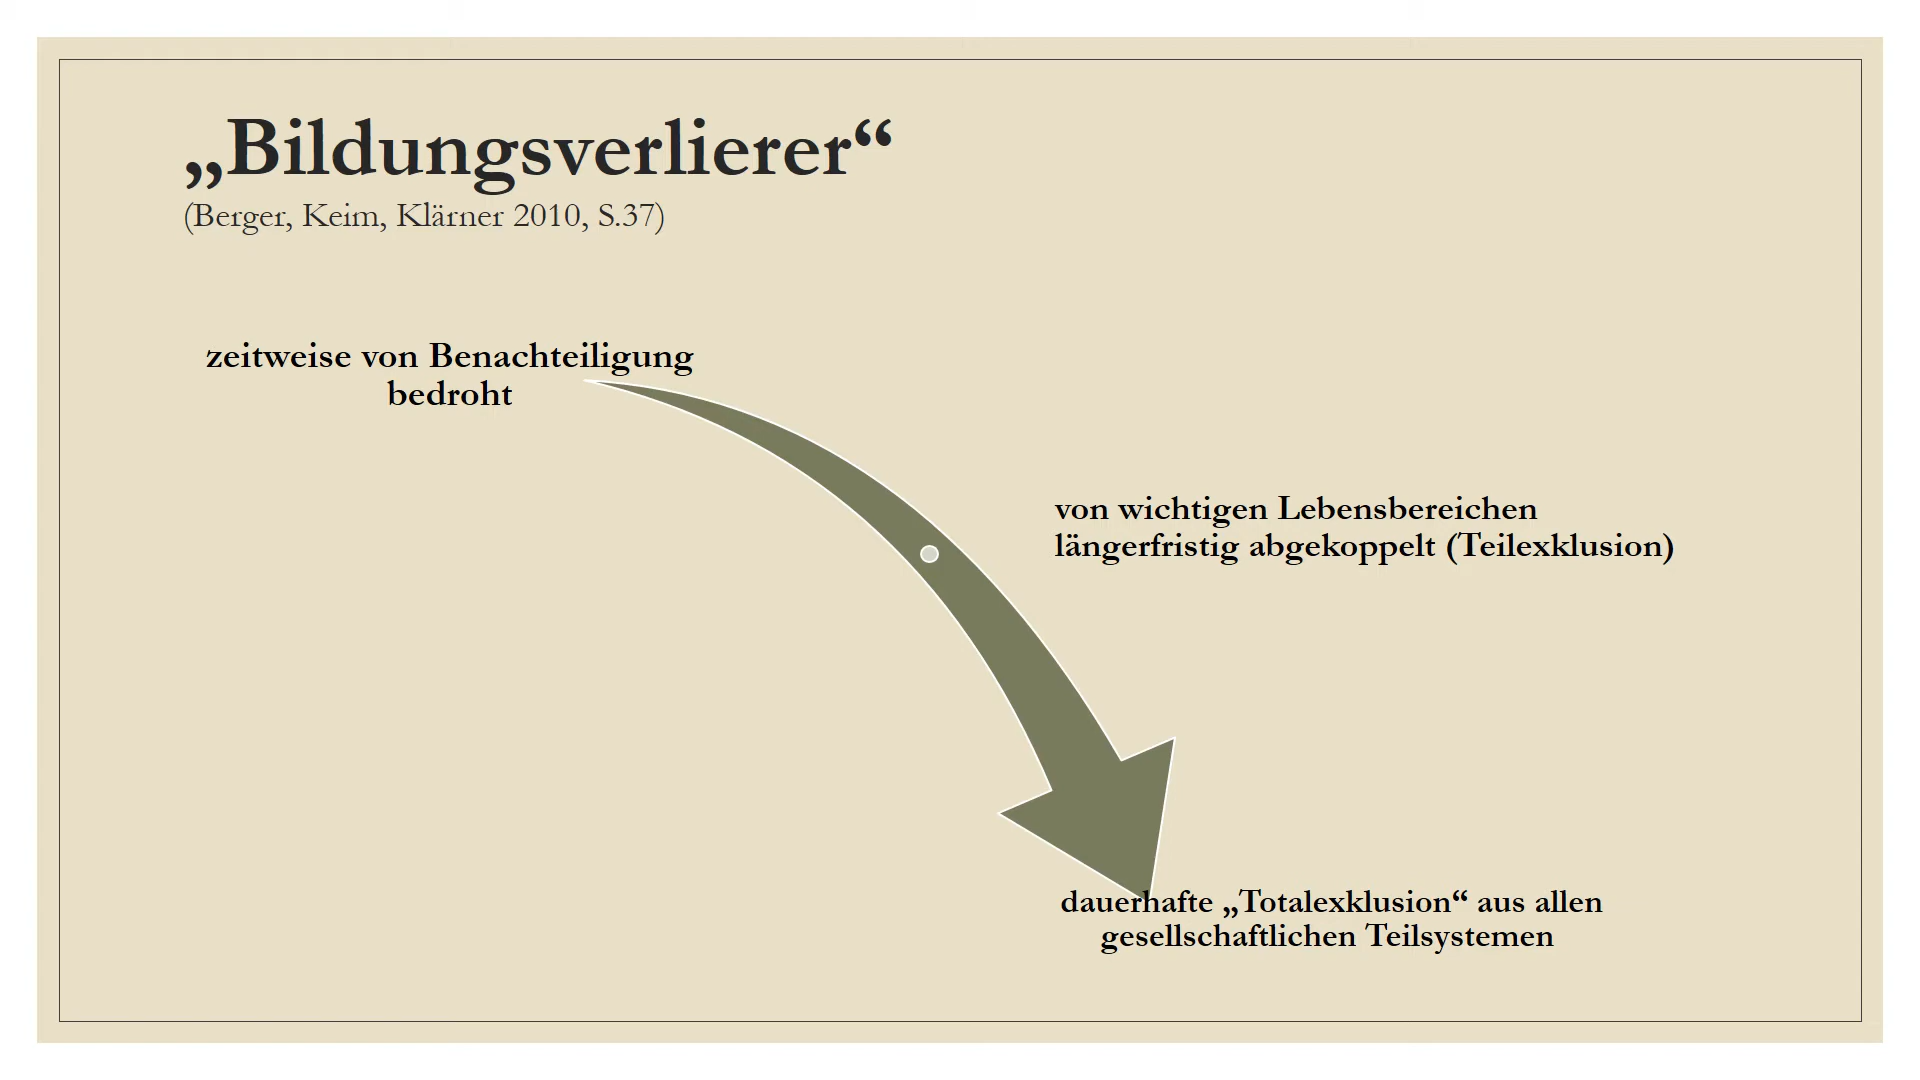 „Bildungsverlierer“
(Berger, Keim, Klärner 2010, S.37)
zeitweise von Benachteiligung
bedroht
von wichtigen Lebensbereichen
längerfristig abgekoppelt (Teilexklusion)
dauerhafte „Totalexklusion“ aus allen
gesellschaftlichen Teilsystemen